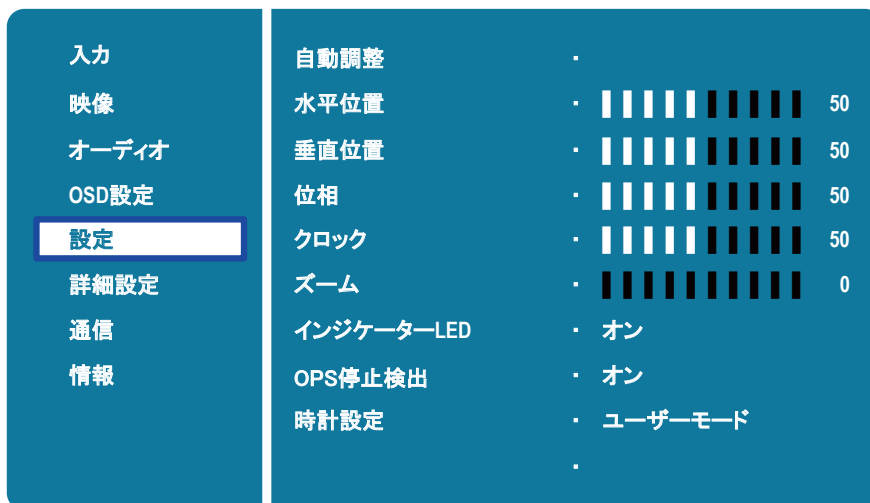 入力
映像
オーディオ
OSD設定
設定
詳細設定
通信
情報
自動調整 ・
水平位置 ・ 50
垂直位置 ・ 50
位相 ・ 50
クロック ・ 50
ズーム ・ 0
インジケーターLED ・ オン
OPS停止検出 ・ オン
時計設定 ・ ユーザーモード
・